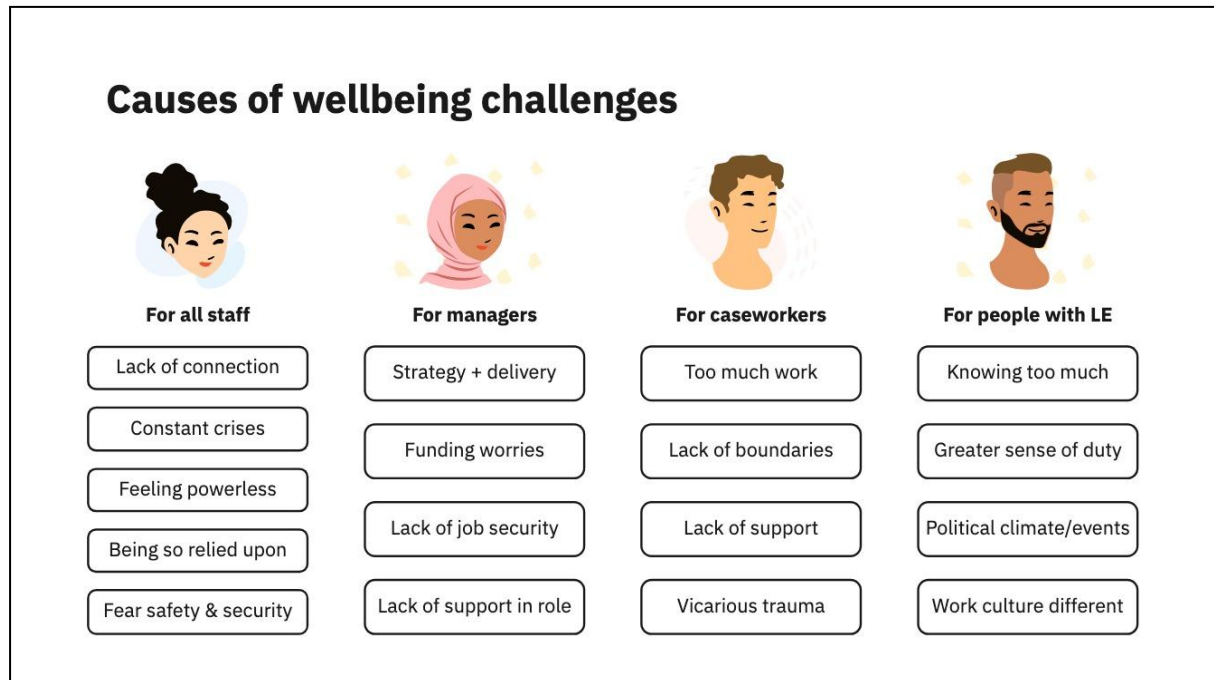 Causes of wellbeing challenges
For all staff
Lack of connection
Constant crises
Feeling powerless
Being so relied upon
Fear safety & security
For managers
Strategy + delivery
Funding worries
Lack of job security
Lack of support in role
For caseworkers
Too much work
Lack of boundaries
Lack of support
Vicarious trauma
For people with LE
Knowing too much
Greater sense of duty
Political climate/events
Work culture different